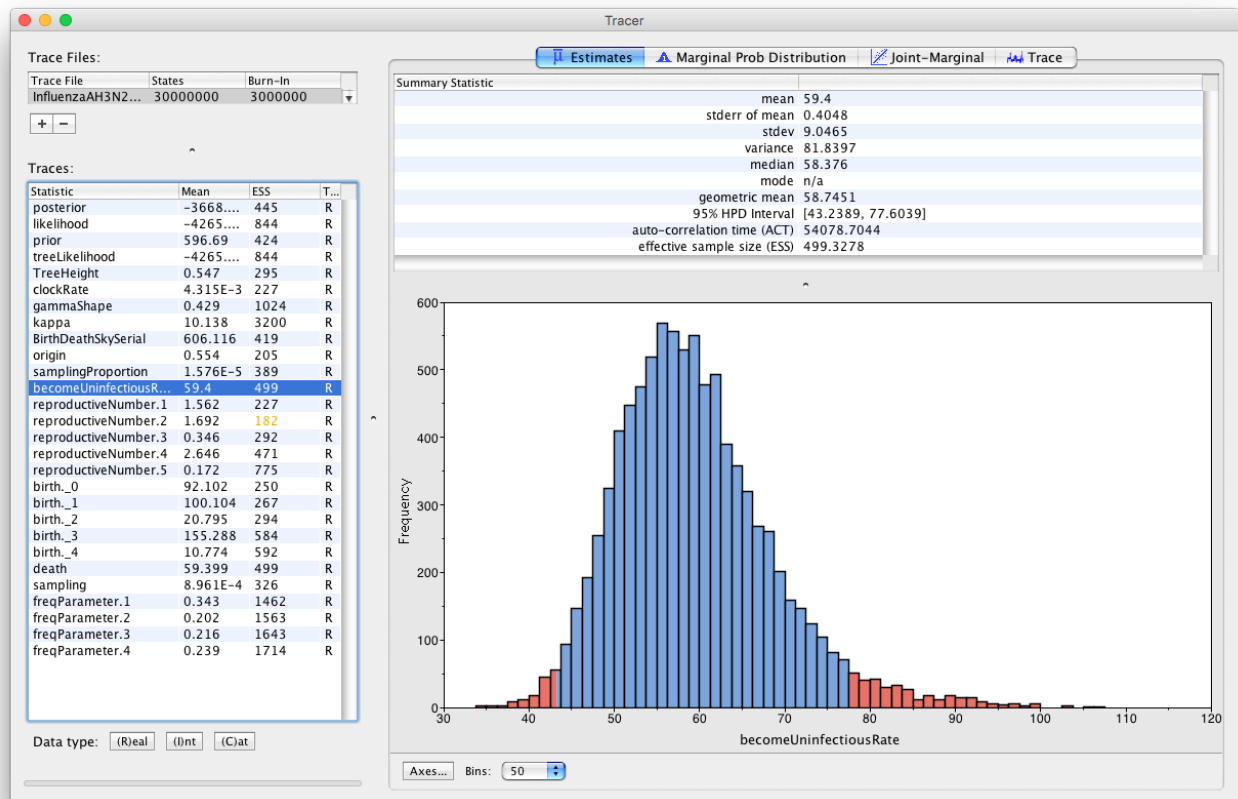 Tracer
Trace Files:
Trace File States Burn-In
InfluenzaAH3N2... 30000000 3000000
+ −
Traces:
Statistic Mean ESS T...
posterior -3668.... 445 R
likelihood -4265.... 844 R
prior 596.69 424 R
treeLikelihood -4265.... 844 R
TreeHeight 0.547 295 R
clockRate 4.315E-3 227 R
gammaShape 0.429 1024 R
kappa 10.138 3200 R
BirthDeathSkySerial 606.116 419 R
origin 0.554 205 R
samplingProportion 1.576E-5 389 R
becomeUninfectiousR... 59.4 499 R
reproductiveNumber.1 1.562 227 R
reproductiveNumber.2 1.692 182 R
reproductiveNumber.3 0.346 292 R
reproductiveNumber.4 2.646 471 R
reproductiveNumber.5 0.172 775 R
birth._0 92.102 250 R
birth._1 100.104 267 R
birth._2 20.795 294 R
birth._3 155.288 584 R
birth._4 10.774 592 R
death 59.399 499 R
sampling 8.961E-4 326 R
freqParameter.1 0.343 1462 R
freqParameter.2 0.202 1563 R
freqParameter.3 0.216 1643 R
freqParameter.4 0.239 1714 R
Data type: (R)eal (I)nt (C)at
Estimates Marginal Prob Distribution Joint-Marginal Trace
Summary Statistic
mean 59.4
stderr of mean 0.4048
stdev 9.0465
variance 81.8397
median 58.376
mode n/a
geometric mean 58.7451
95% HPD Interval [43.2389, 77.6039]
auto-correlation time (ACT) 54078.7044
effective sample size (ESS) 499.3278
600
500
400
300
200
100
0
Frequency
30 40 50 60 70 80 90 100 110 120
becomeUninfectiousRate
Axes... Bins: 50